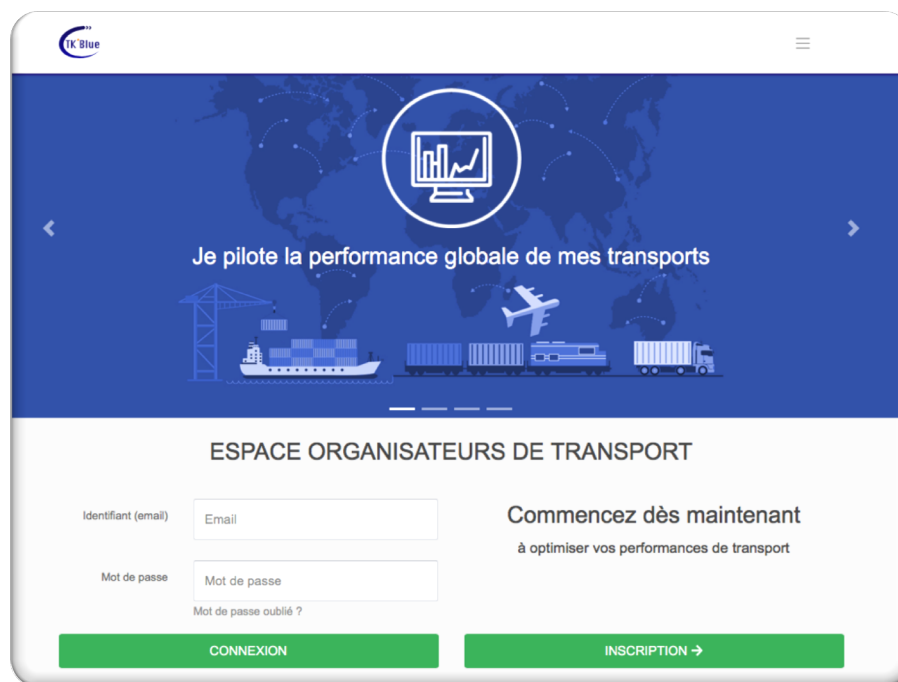 TK'Blue
Je pilote la performance globale de mes transports
ESPACE ORGANISATEURS DE TRANSPORT
Identifiant (email)
Email
Mot de passe
Mot de passe
Mot de passe oublié ?
CONNEXION
Commencez dès maintenant
à optimiser vos performances de transport
INSCRIPTION →